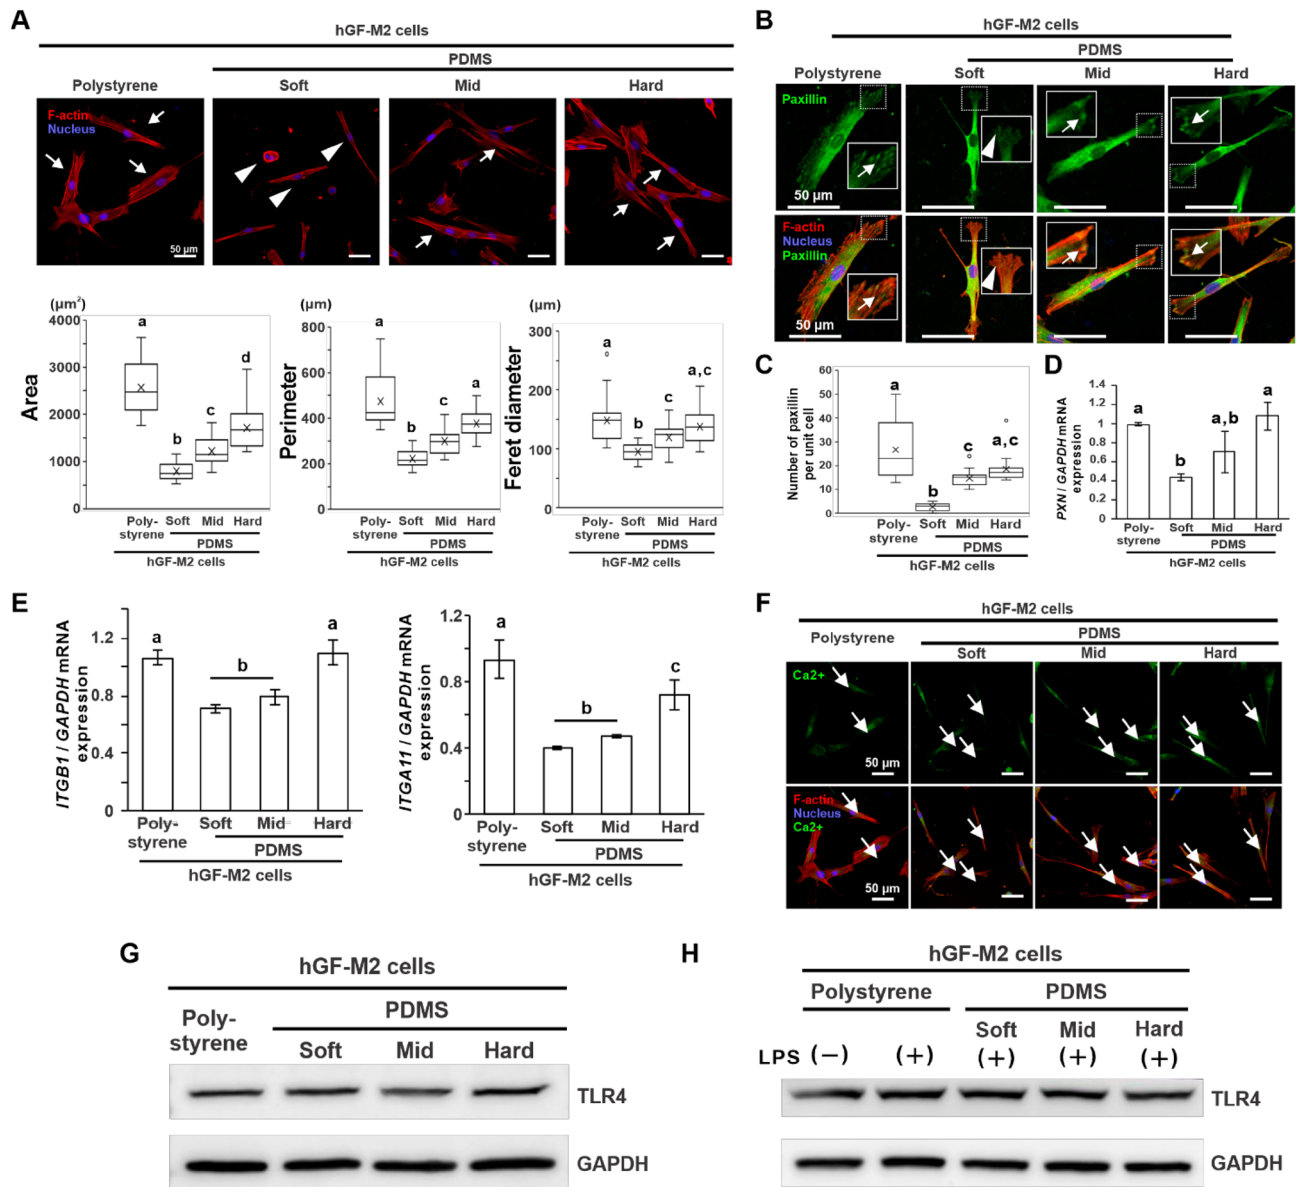 A
hGF-M2 cells
PDMS
Polystyrene Soft Mid Hard
F-actin
Nucleus
50 µm
(µm²)
Area
4000
3000
2000
1000
0
a b c d
Poly-
styrene Soft Mid Hard
PDMS
hGF-M2 cells
(µm)
Perimeter
800
600
400
200
0
a b c a
Poly-
styrene Soft Mid Hard
PDMS
hGF-M2 cells
(µm)
Feret diameter
300
200
100
0
a b c a,c
Poly-
styrene Soft Mid Hard
PDMS
hGF-M2 cells
B
hGF-M2 cells
PDMS
Polystyrene Soft Mid Hard
Paxillin
50 µm
F-actin
Nucleus
Paxillin
50 µm
C
Number of paxillin
per unit cell
60
50
40
30
20
10
0
a b c a,c
Poly-
styrene Soft Mid Hard
PDMS
hGF-M2 cells
D
PXN / GAPDH mRNA
expression
1.4
1.2
1
0.8
0.6
0.4
0.2
0
a b a,b a
Poly-
styrene Soft Mid Hard
PDMS
hGF-M2 cells
E
ITGB1 / GAPDH mRNA
expression
1.2
0.8
0.4
0
a b a
Poly-
styrene Soft Mid Hard
PDMS
hGF-M2 cells
ITGA11 / GAPDH mRNA
expression
1.2
0.8
0.4
0
a b c
Poly-
styrene Soft Mid Hard
PDMS
hGF-M2 cells
F
hGF-M2 cells
Polystyrene PDMS
Soft Mid Hard
Ca2+
50 µm
F-actin
Nucleus
Ca2+
50 µm
G
hGF-M2 cells
Poly-
styrene PDMS
Soft Mid Hard
TLR4
GAPDH
H
hGF-M2 cells
Polystyrene PDMS
Soft Mid Hard
LPS (−) (+) (+) (+) (+)
TLR4
GAPDH